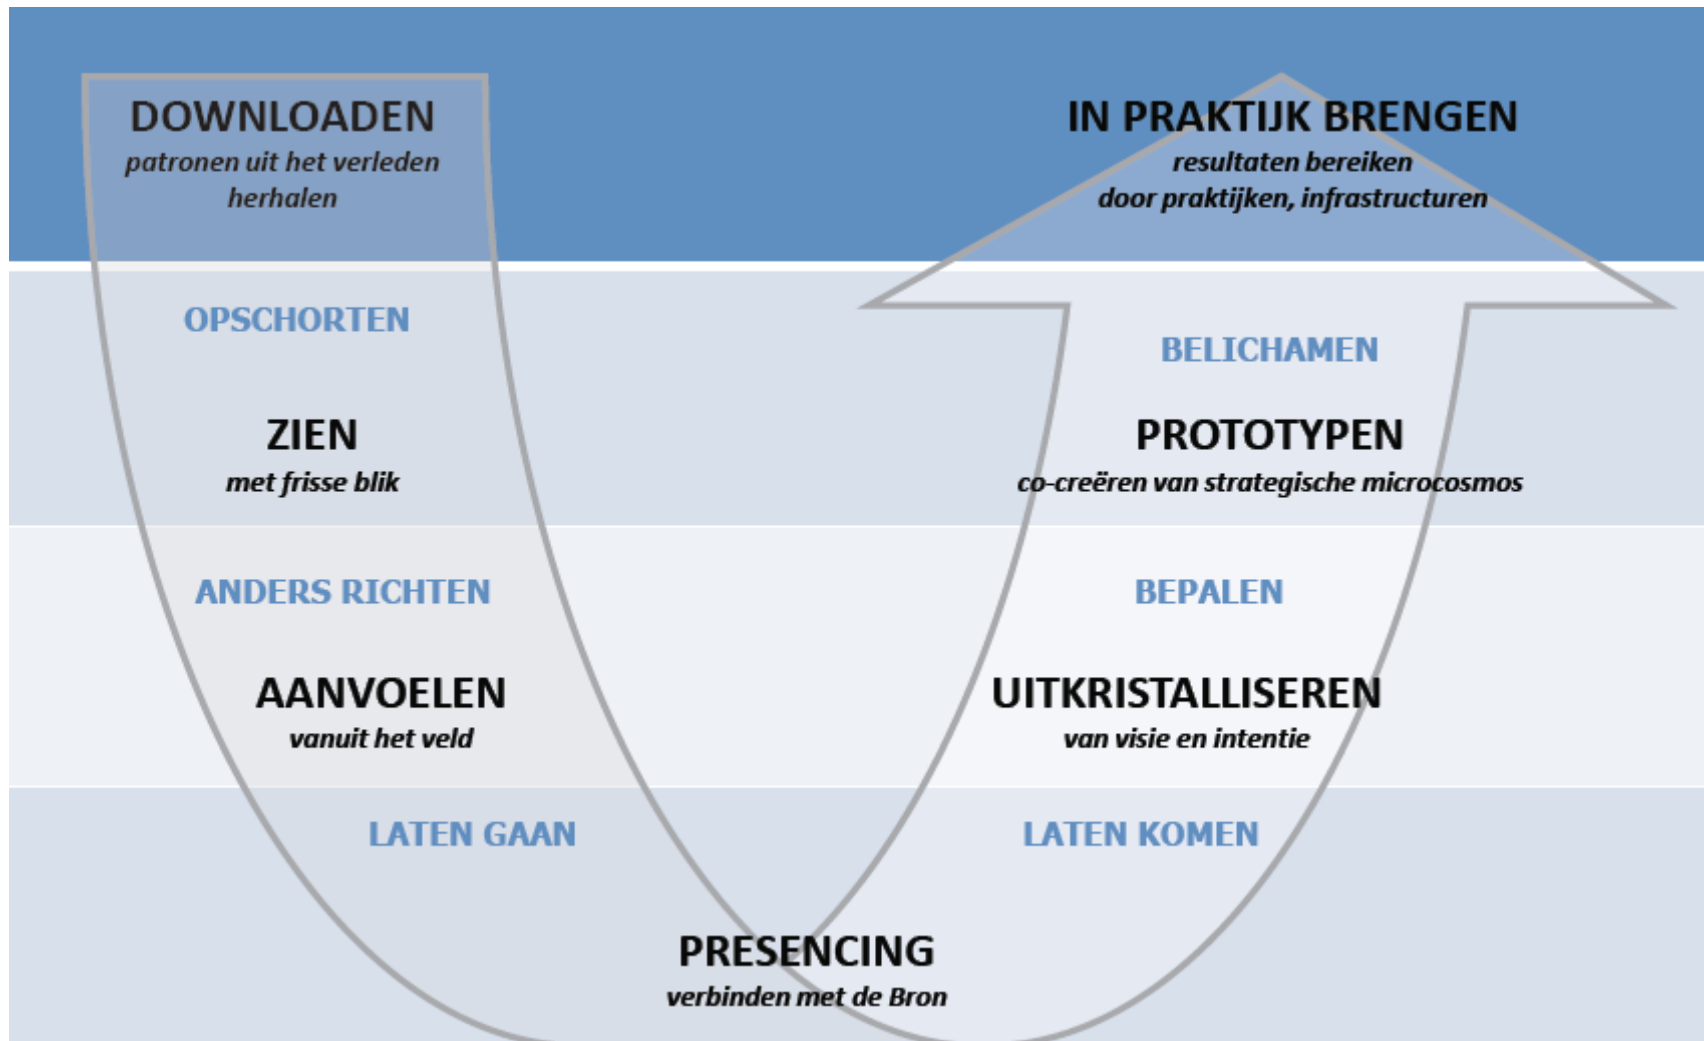 DOWNLOADEN
patronen uit het verleden
herhalen
IN PRAKTIJK BRENGEN
resultaten bereiken
door praktijken, infrastructuren
OPSCHORTEN
BELICHAMEN
ZIEN
met frisse blik
PROTOTYPEN
co-creëren van strategische microcosmos
ANDERS RICHTEN
BEPALEN
AANVOELEN
vanuit het veld
UITKRISTALLISEREN
van visie en intentie
LATEN GAAN
LATEN KOMEN
PRESENCING
verbinden met de Bron